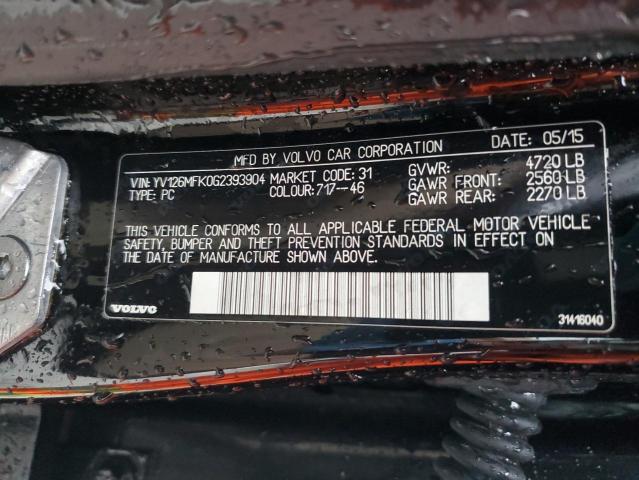 MFD BY VOLVO CAR CORPORATION DATE: 05/15
VIN: YV126MFK0G2393904 MARKET CODE: 31 GVWR: 4720 LB
TYPE: PC COLOUR: 717--46 GAWR FRONT: 2560 LB
GAWR REAR: 2270 LB
THIS VEHICLE CONFORMS TO ALL APPLICABLE FEDERAL MOTOR VEHICLE
SAFETY, BUMPER AND THEFT PREVENTION STANDARDS IN EFFECT ON
THE DATE OF MANUFACTURE SHOWN ABOVE.
VOLVO 31416040